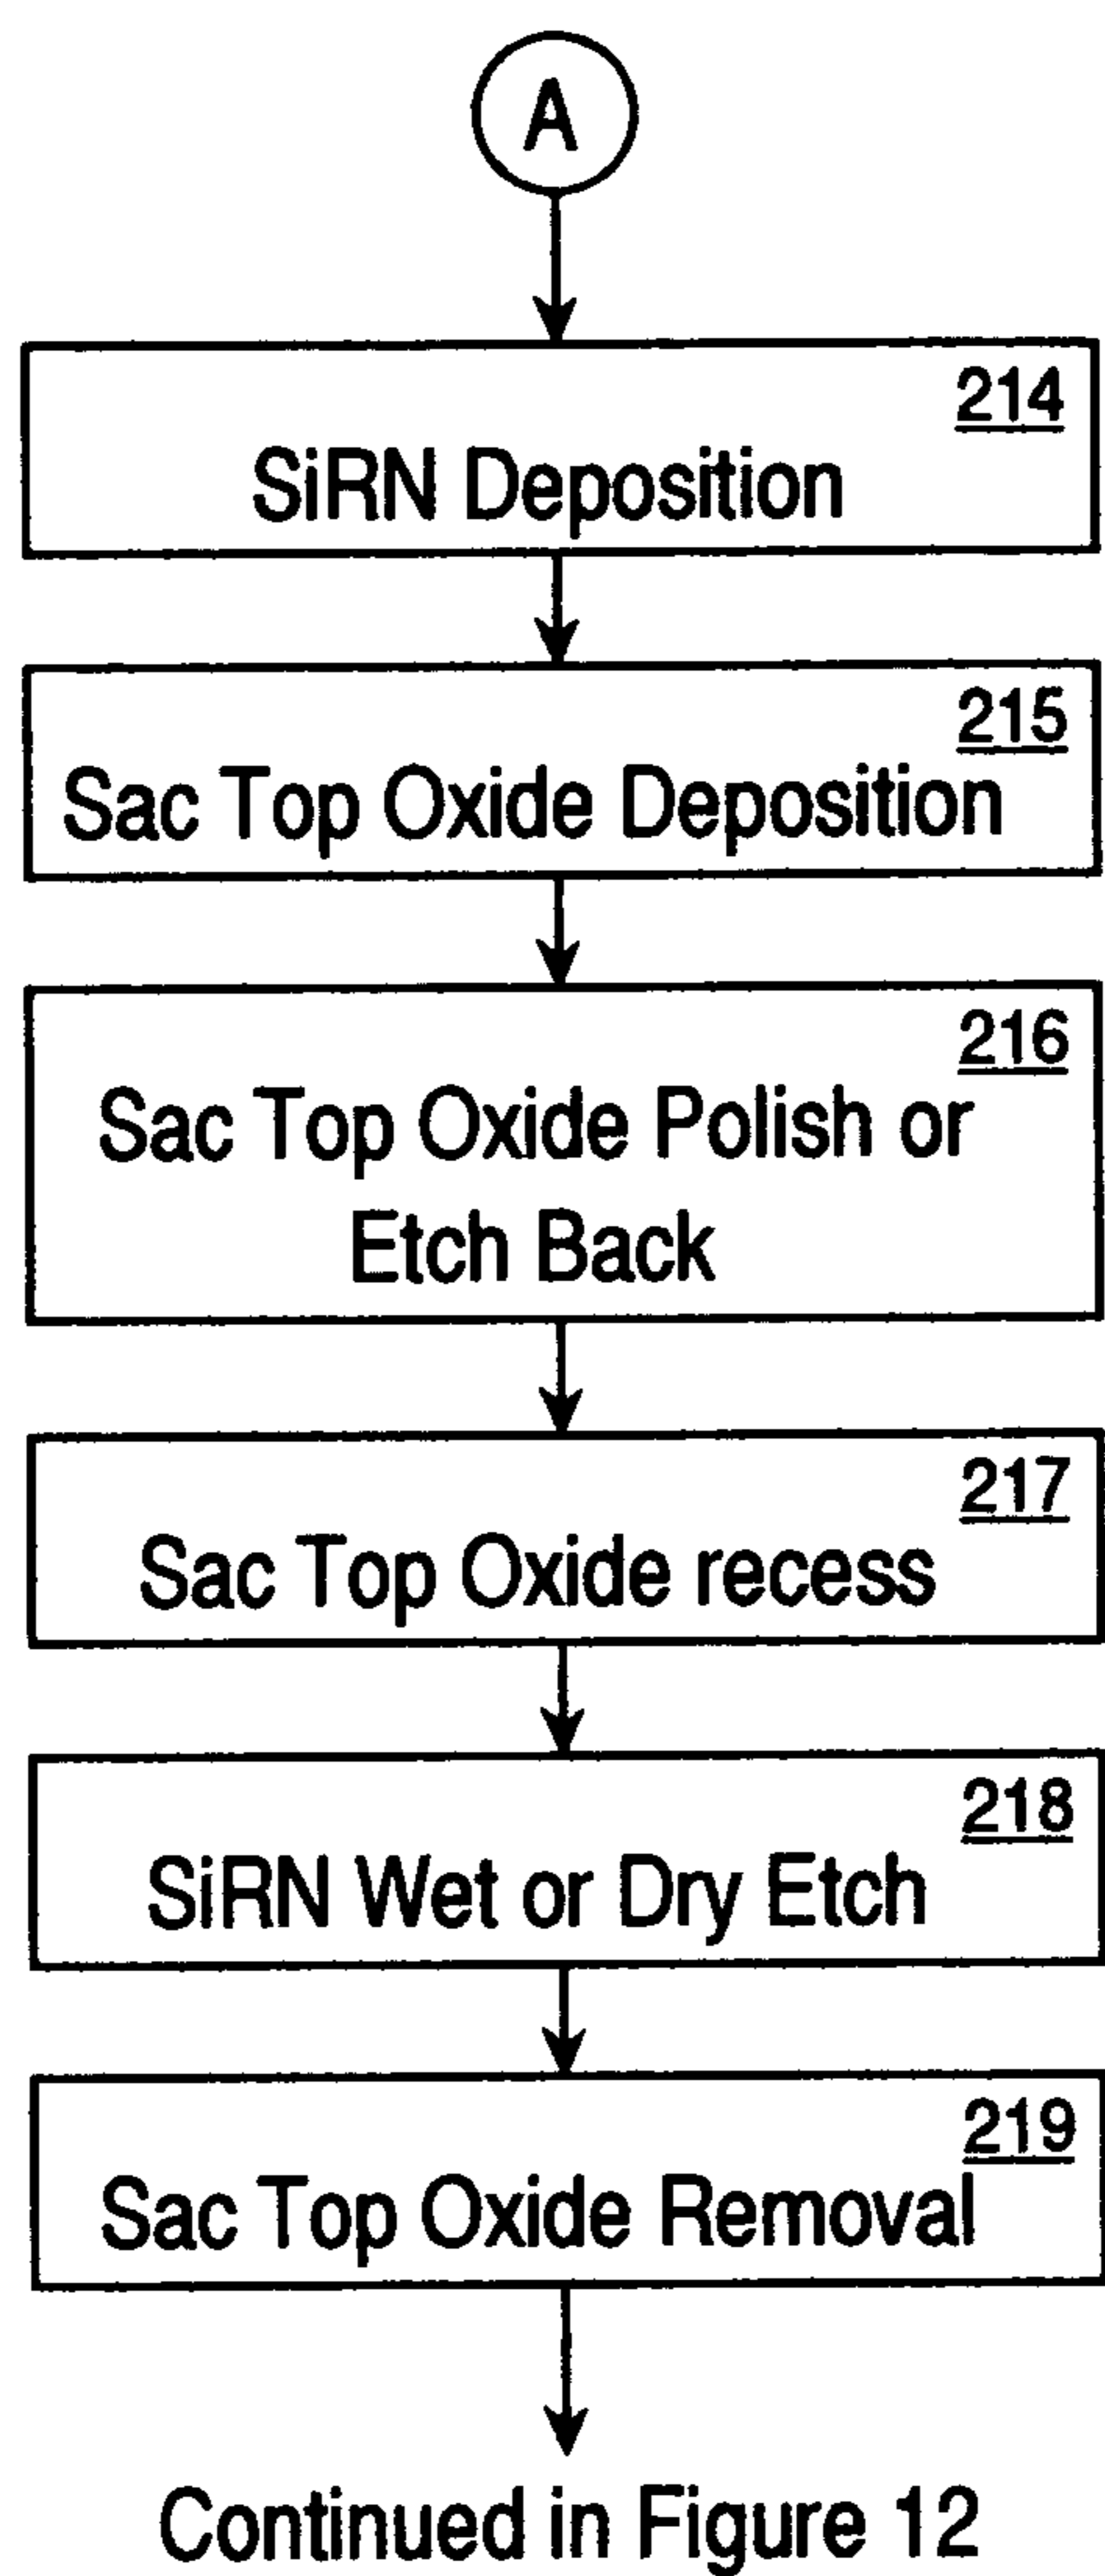 A
214
SiRN Deposition
215
Sac Top Oxide Deposition
216
Sac Top Oxide Polish or
Etch Back
217
Sac Top Oxide recess
218
SiRN Wet or Dry Etch
219
Sac Top Oxide Removal
Continued in Figure 12